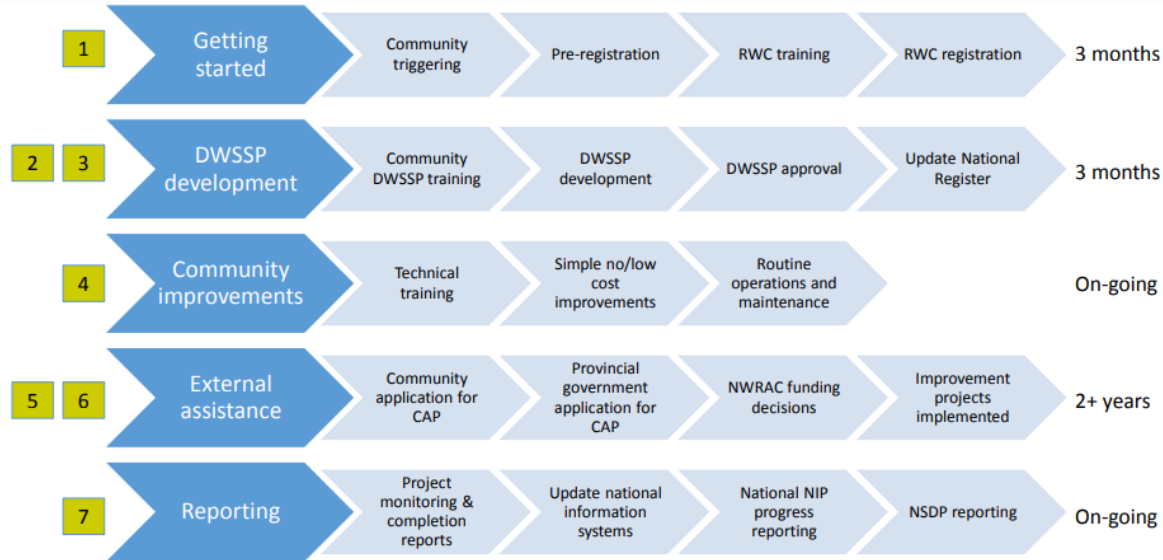 1
Getting
started
Community
triggering
Pre-registration
RWC training
RWC registration
3 months
2
3
DWSSP
development
Community
DWSSP training
DWSSP
development
DWSSP approval
Update National
Register
3 months
4
Community
improvements
Technical
training
Simple no/low
cost
improvements
Routine
operations and
maintenance
On-going
5
6
External
assistance
Community
application for
CAP
Provincial
government
application for
CAP
NWRAC funding
decisions
Improvement
projects
implemented
2+ years
7
Reporting
Project
monitoring &
completion
reports
Update national
information
systems
National NIP
progress
reporting
NSDP reporting
On-going